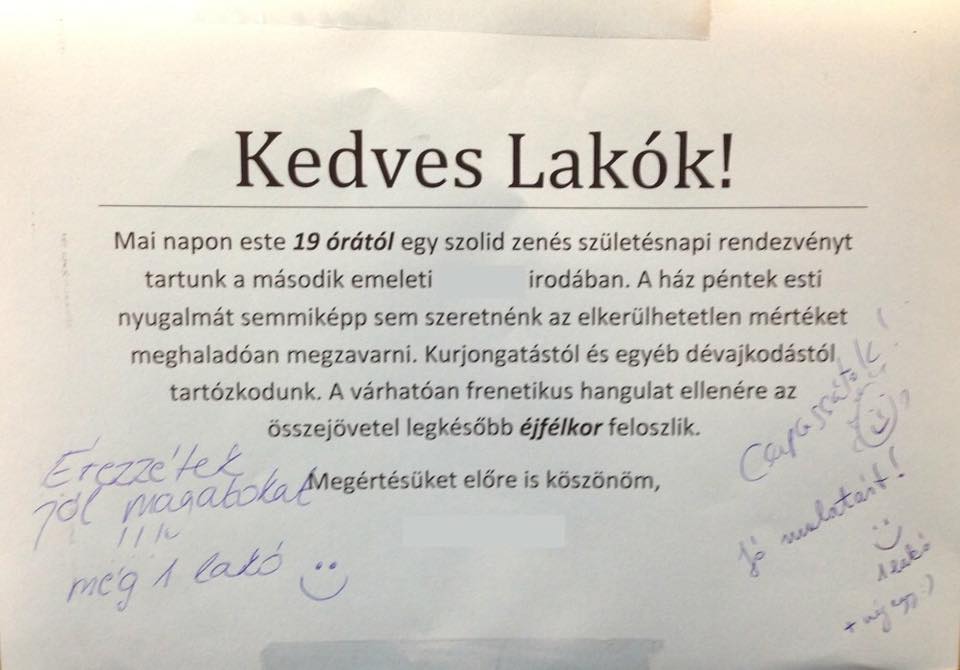 Kedves Lakók!
Mai napon este 19 órától egy szolid zenés születésnapi rendezvényt
tartunk a második emeleti irodában. A ház péntek esti
nyugalmát semmiképp sem szeretnénk az elkerülhetetlen mértéket
meghaladóan megzavarni. Kurjongatástól és egyéb dévajkodástól
tartózkodunk. A várhatóan frenetikus hangulat ellenére az
összejövetel legkésőbb éjfélkor feloszlik.
Megértésüket előre is köszönöm,
Érezzétek
jól magatokat
!!!
még 1 lakó
Csapassátok!
Jó mulatást!
1 lakó